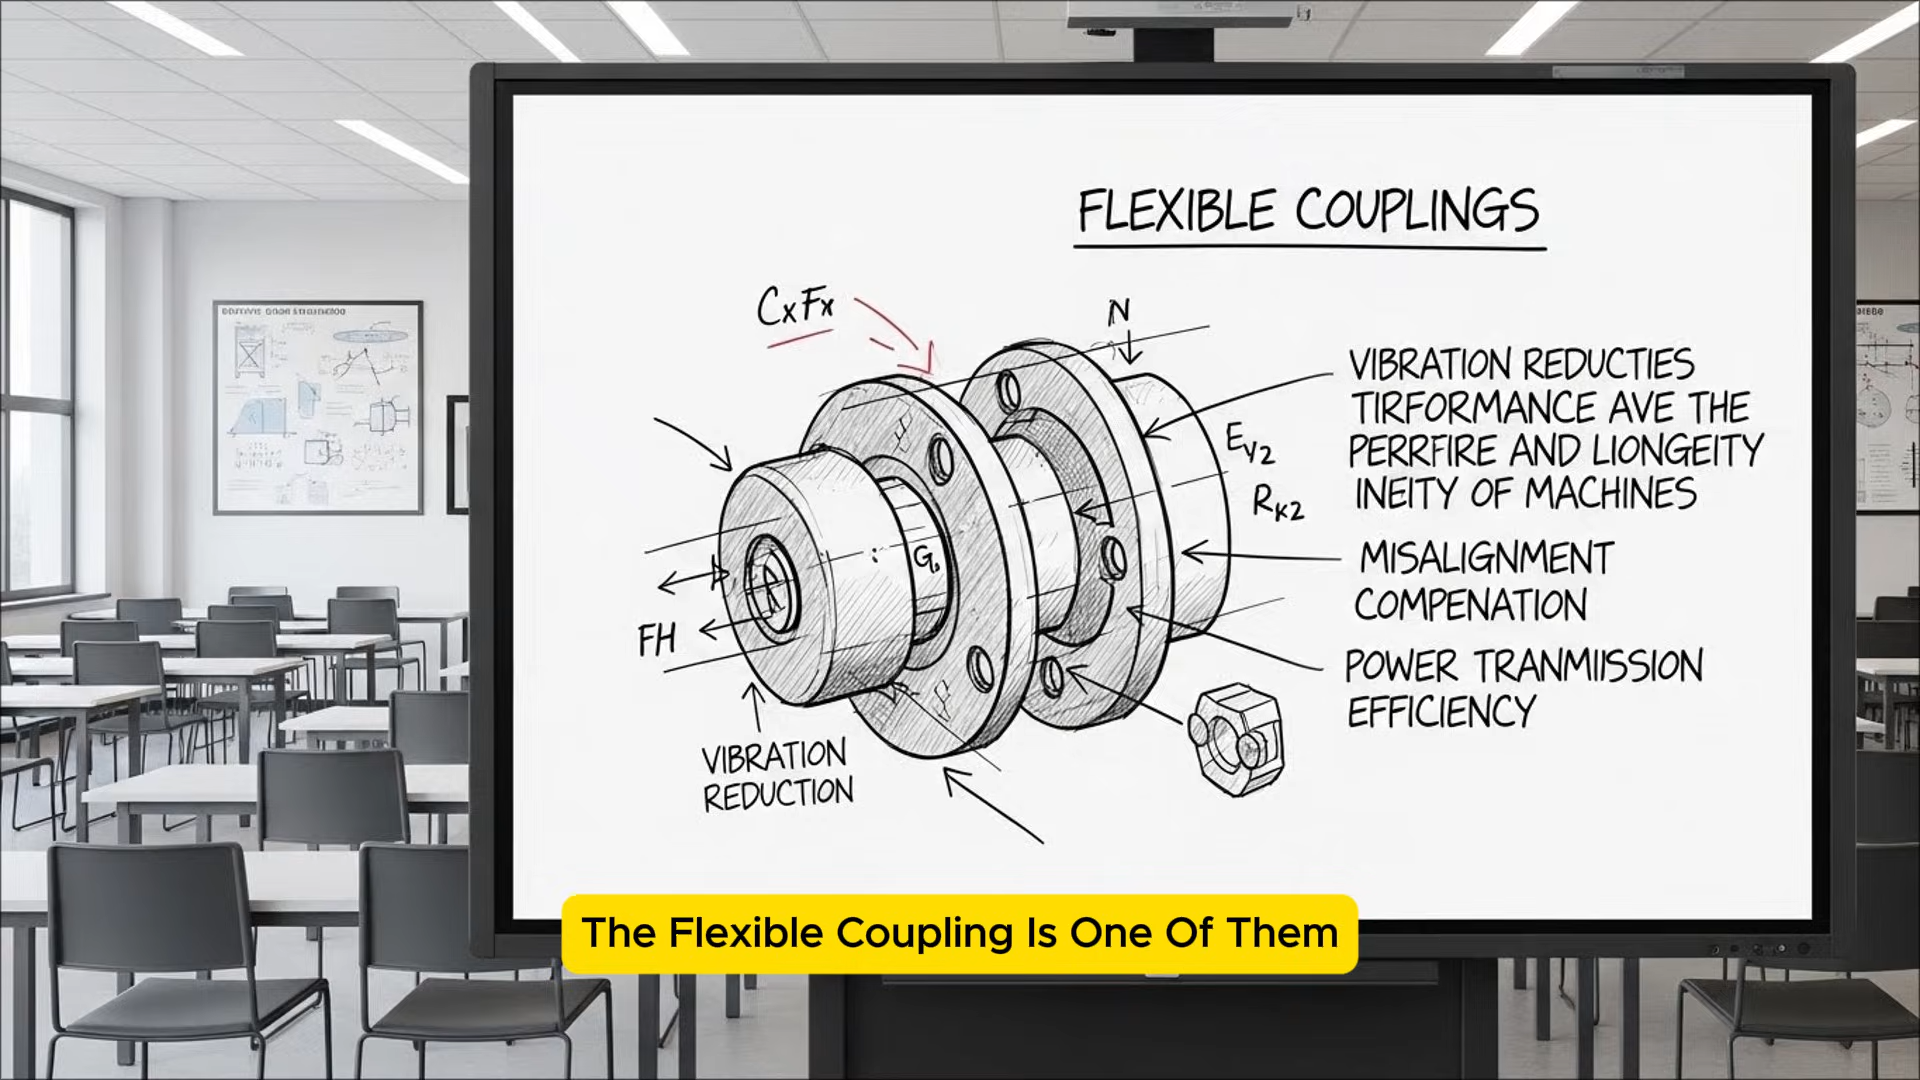 FLEXIBLE COUPLINGS
CxFx
N
VIBRATION REDUCTIES
TIRFORMANCE AVE THE
PERRFIRE AND LIONGEITY
INEITY OF MACHINES
Ey2
Rk2
G.
MISALIGNMENT
COMPENATION
FH
POWER TRANMIISSION
EFFICIENCY
VIBRATION
REDUCTION
The Flexible Coupling Is One Of Them